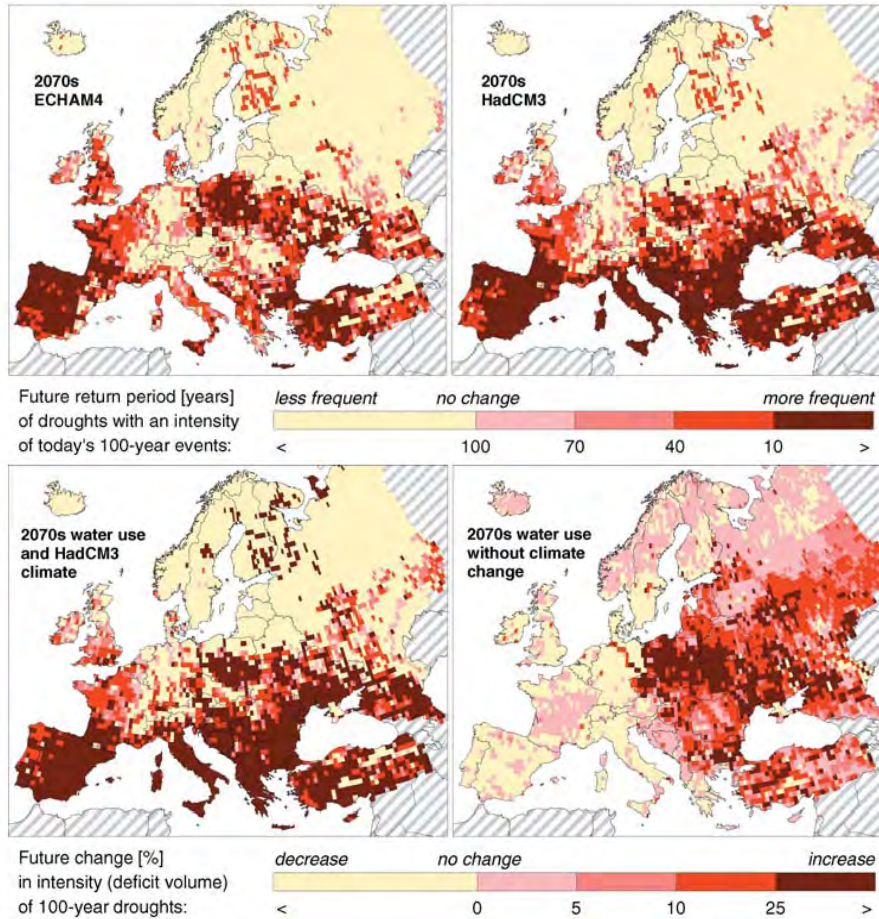 2070s
ECHAM4
2070s
HadCM3
Future return period [years]
of droughts with an intensity
of today's 100-year events:
less frequent no change more frequent
< 100 70 40 10 >
2070s water use
and HadCM3
climate
2070s water use
without climate
change
Future change [%]
in intensity (deficit volume)
of 100-year droughts:
decrease no change increase
< 0 5 10 25 >